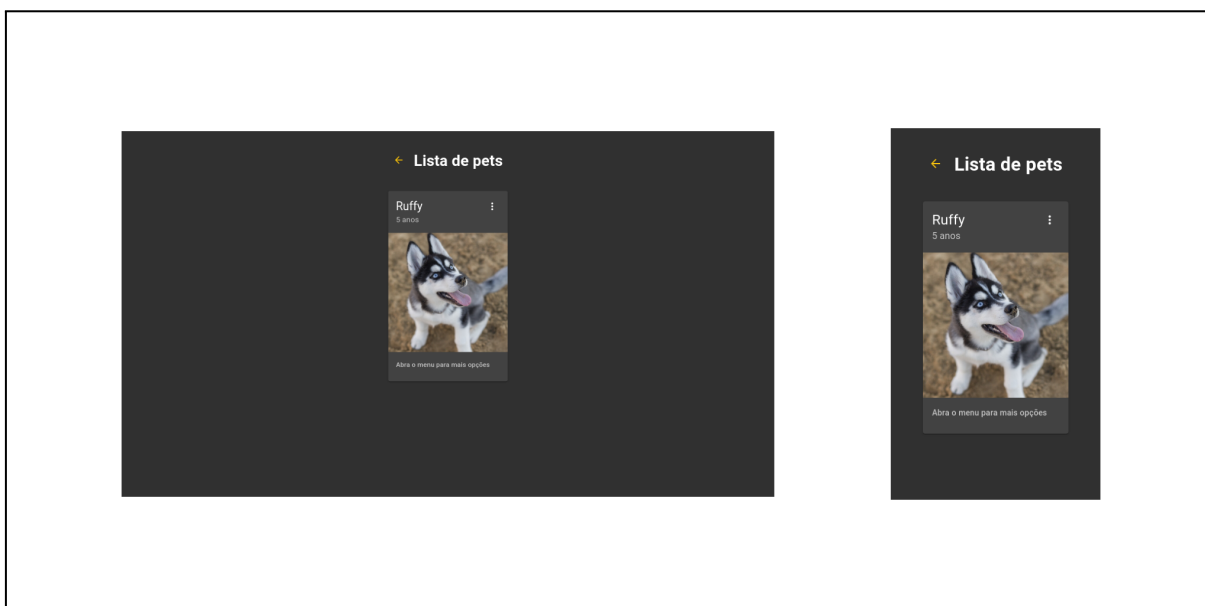 Lista de pets
Ruffy
5 anos
Abra o menu para mais opções
Lista de pets
Ruffy
5 anos
Abra o menu para mais opções